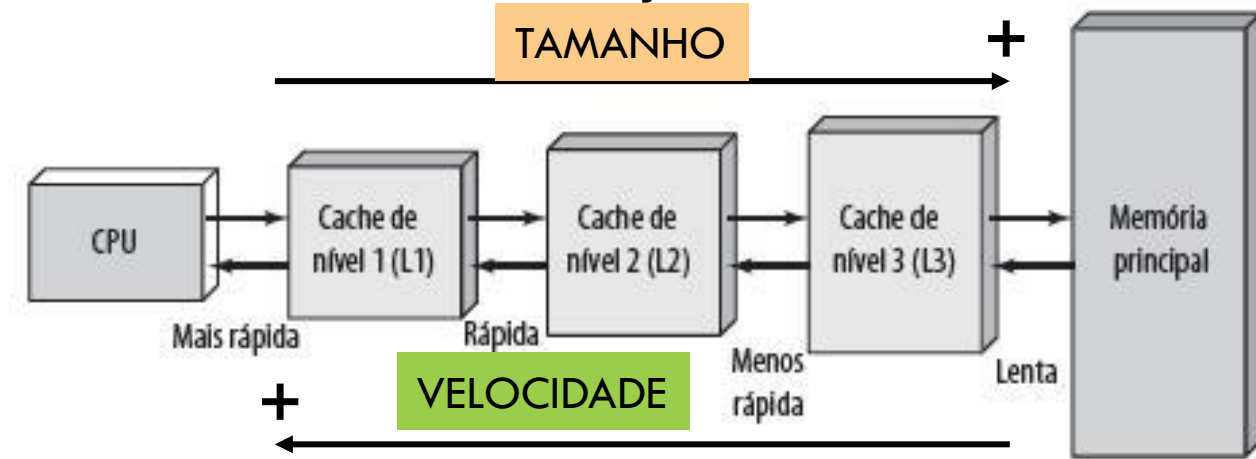 TAMANHO
+
CPU
Cache de
nível 1 (L1)
Cache de
nível 2 (L2)
Cache de
nível 3 (L3)
Memória
principal
Mais rápida
Rápida
Menos
rápida
Lenta
+
VELOCIDADE